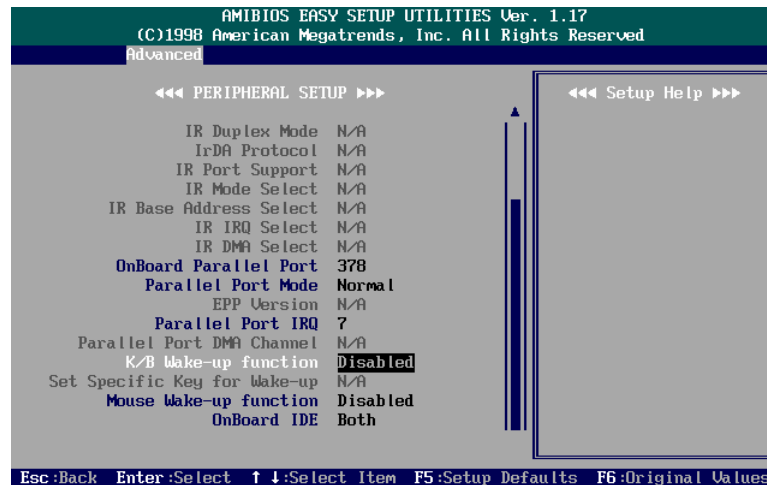 AMIBIOS EASY SETUP UTILITIES Ver. 1.17
(C)1998 American Megatrends, Inc. All Rights Reserved
Advanced
◄◄◄ PERIPHERAL SETUP ►►►
◄◄◄ Setup Help ►►►
IR Duplex Mode N/A
IrDA Protocol N/A
IR Port Support N/A
IR Mode Select N/A
IR Base Address Select N/A
IR IRQ Select N/A
IR DMA Select N/A
OnBoard Parallel Port 378
Parallel Port Mode Normal
EPP Version N/A
Parallel Port IRQ 7
Parallel Port DMA Channel N/A
K/B Wake-up function Disabled
Set Specific Key for Wake-up N/A
Mouse Wake-up function Disabled
OnBoard IDE Both
Esc:Back Enter:Select ↑↓:Select Item F5:Setup Defaults F6:Original Values